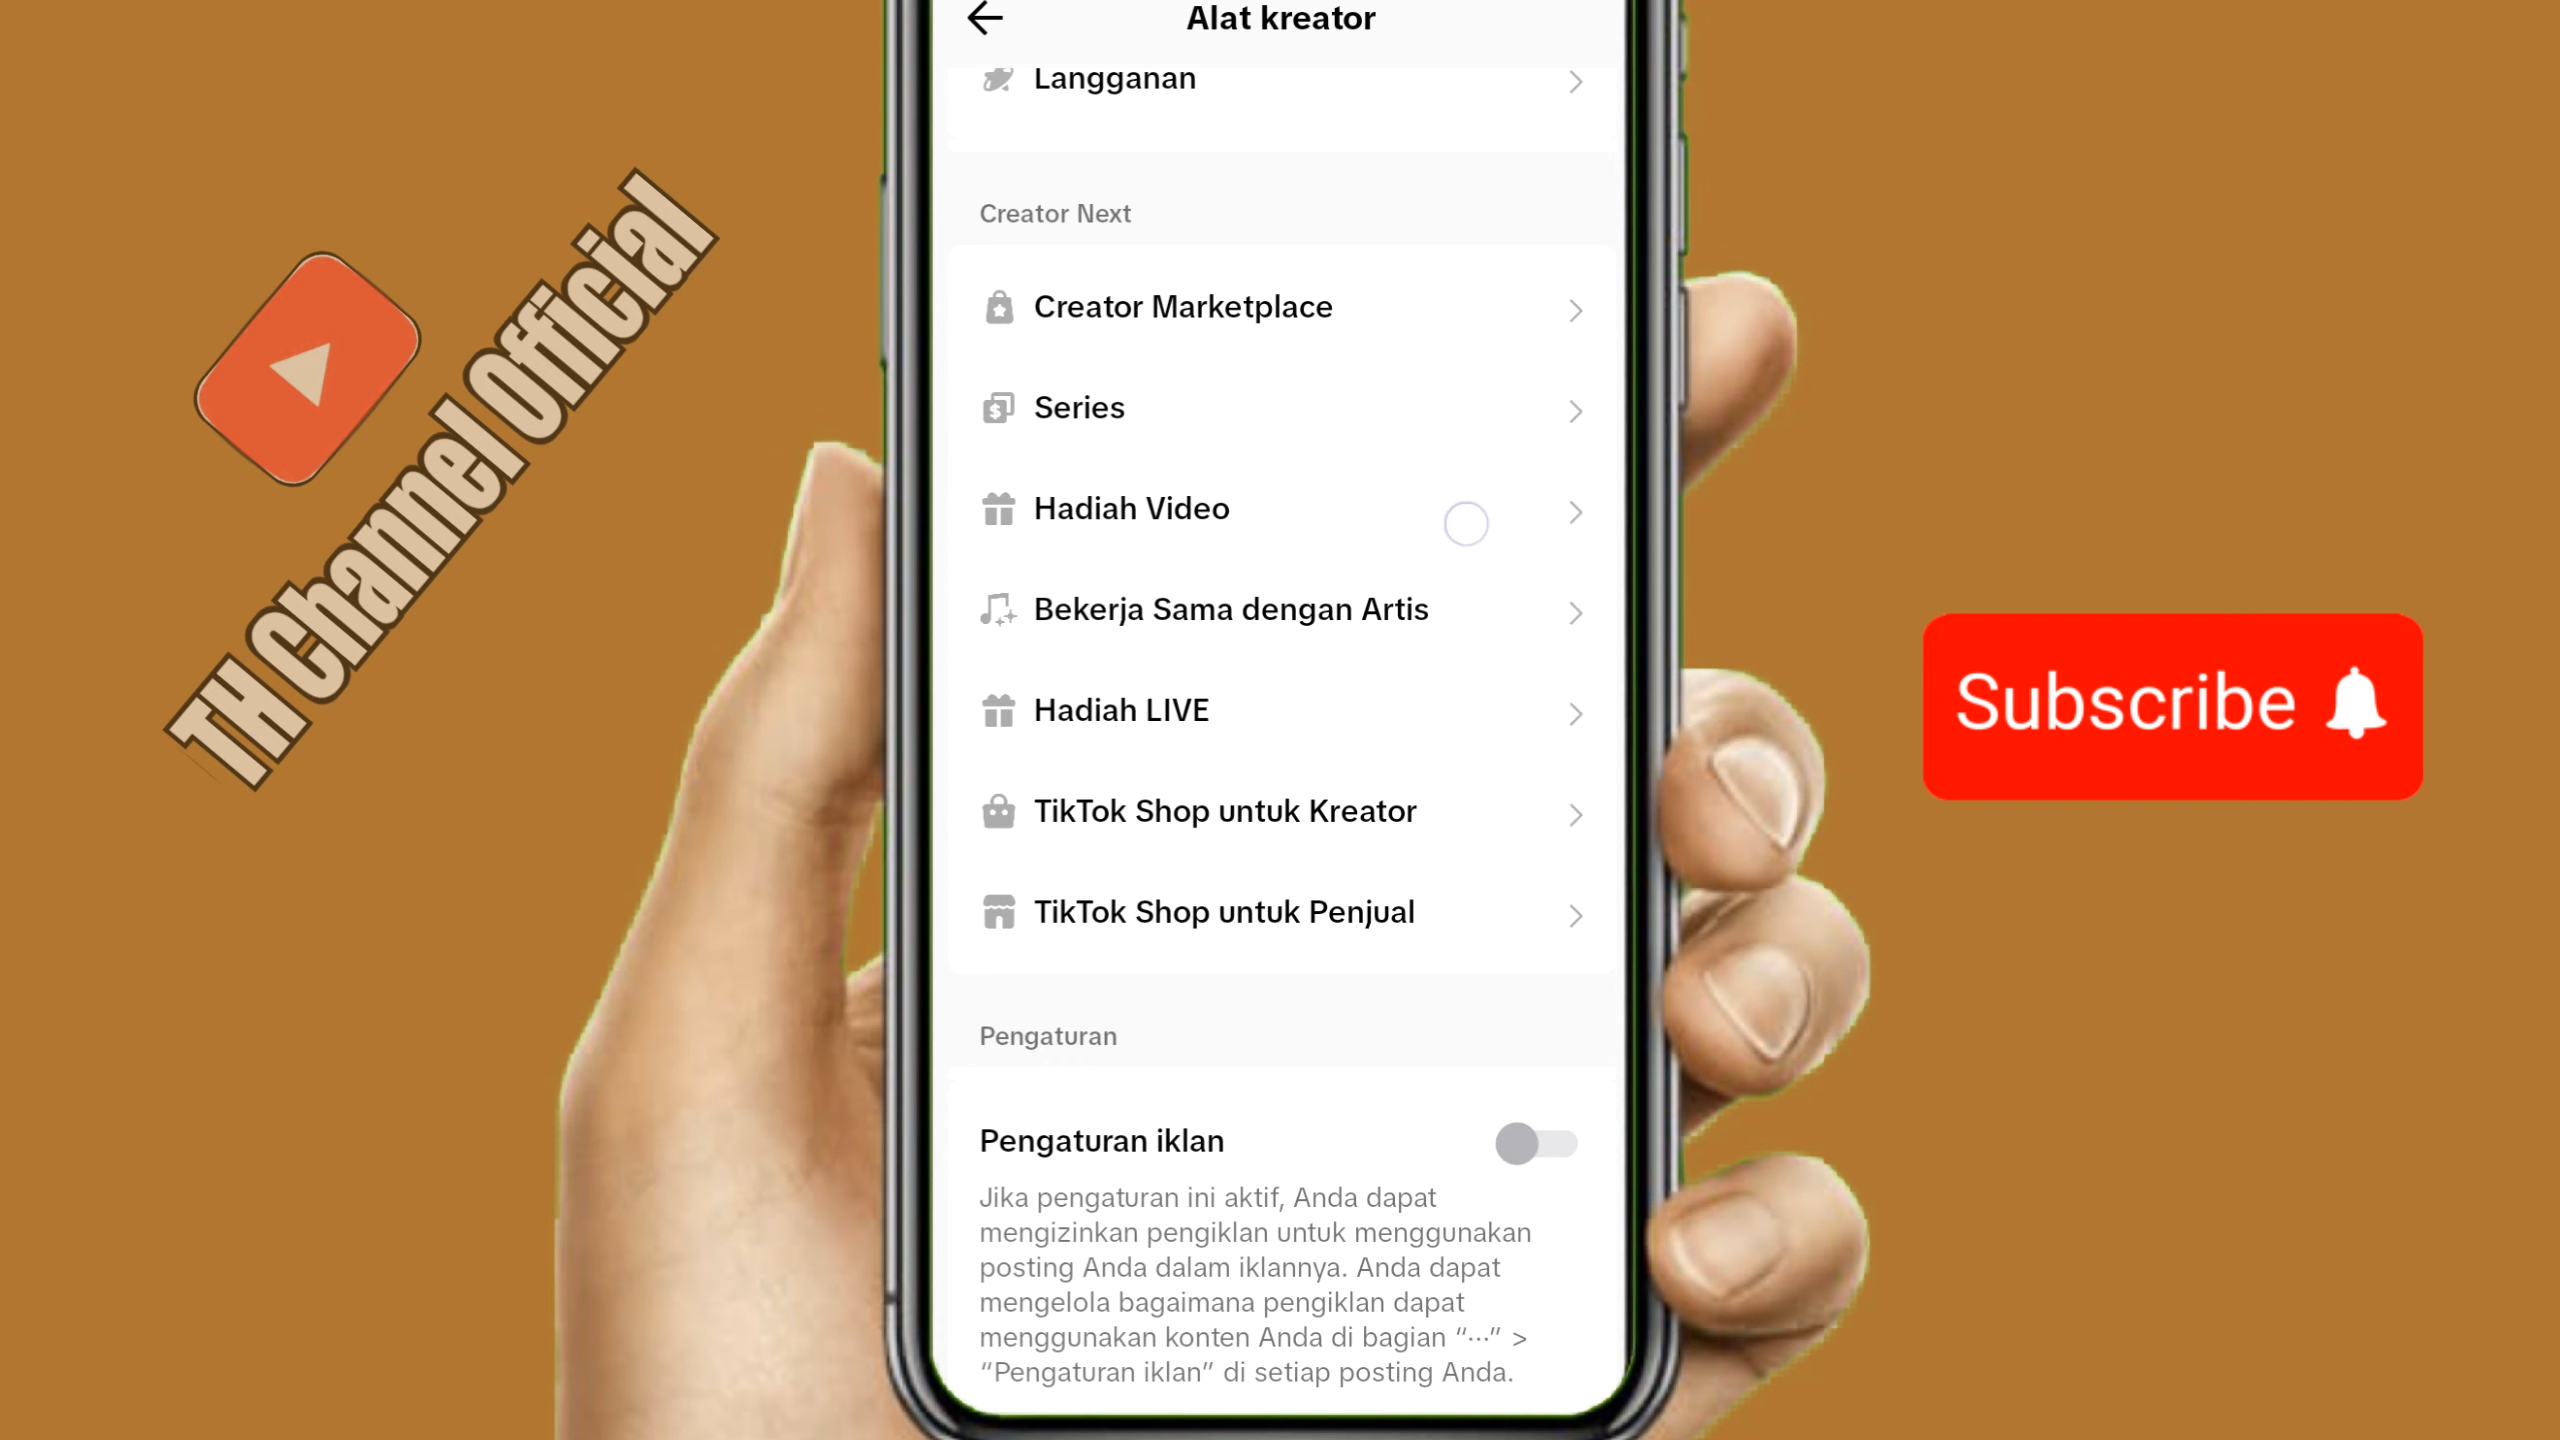 Alat kreator
Langganan
Creator Next
Creator Marketplace
Series
Hadiah Video
Bekerja Sama dengan Artis
Hadiah LIVE
TikTok Shop untuk Kreator
TikTok Shop untuk Penjual
Pengaturan
Pengaturan iklan
Jika pengaturan ini aktif, Anda dapat
mengizinkan pengiklan untuk menggunakan
posting Anda dalam iklannya. Anda dapat
mengelola bagaimana pengiklan dapat
menggunakan konten Anda di bagian “···” >
“Pengaturan iklan” di setiap posting Anda.
TH Channel Official
Subscribe